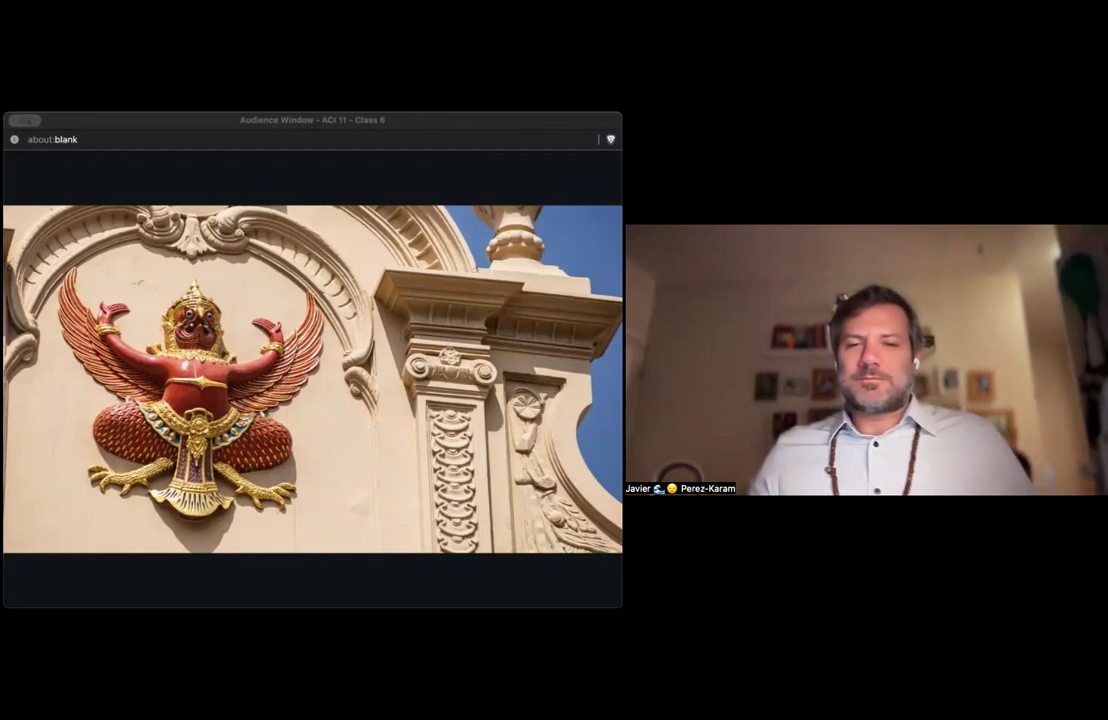 Audience Window - ACI 11 - Class 6
about:blank
Javier 🌊😌 Perez-Karam